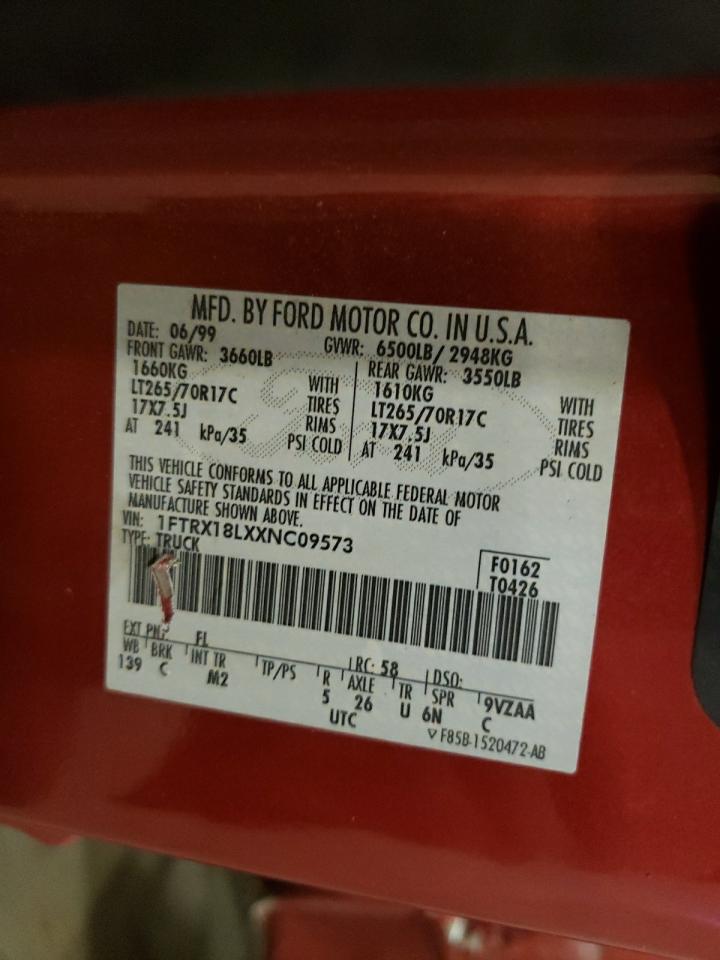 MFD. BY FORD MOTOR CO. IN U.S.A.
DATE: 06/99 GVWR: 6500LB/ 2948KG
FRONT GAWR: 3660LB REAR GAWR: 3550LB
1660KG WITH 1610KG WITH
LT265/70R17C TIRES LT265/70R17C TIRES
17X7.5J RIMS 17X7.5J RIMS
AT 241 kPa/35 PSI COLD AT 241 kPa/35 PSI COLD
THIS VEHICLE CONFORMS TO ALL APPLICABLE FEDERAL MOTOR
VEHICLE SAFETY STANDARDS IN EFFECT ON THE DATE OF
MANUFACTURE SHOWN ABOVE.
VIN: 1FTRX18LXXNC09573
TYPE: TRUCK
F0162
T0426
EXT PNT: FL RC: 58 DSO:
WB BRK INT TR TP/PS R AXLE TR SPR 9VZAA
139 C M2 5 26 U 6N C
UTC
▽ F85B-1520472-AB